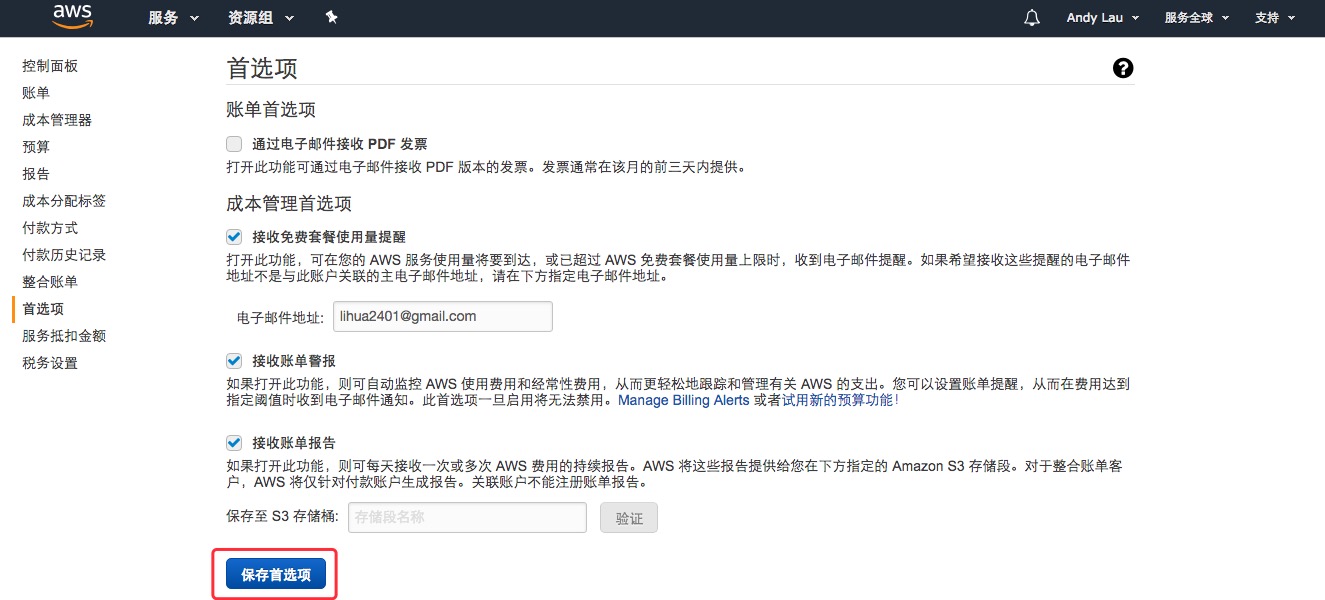 aws 服务 资源组 Andy Lau 服务全球 支持
控制面板
账单
成本管理器
预算
报告
成本分配标签
付款方式
付款历史记录
整合账单
首选项
服务抵扣金额
税务设置
首选项
账单首选项
通过电子邮件接收 PDF 发票
打开此功能可通过电子邮件接收 PDF 版本的发票。发票通常在该月的前三天内提供。
成本管理首选项
接收免费套餐使用量提醒
打开此功能，可在您的 AWS 服务使用量将要到达，或已超过 AWS 免费套餐使用量上限时，收到电子邮件提醒。如果希望接收这些提醒的电子邮件
地址不是与此账户关联的主电子邮件地址，请在下方指定电子邮件地址。
电子邮件地址: lihua2401@gmail.com
接收账单警报
如果打开此功能，则可自动监控 AWS 使用费用和经常性费用，从而更轻松地跟踪和管理有关 AWS 的支出。您可以设置账单提醒，从而在费用达到
指定阈值时收到电子邮件通知。此首选项一旦启用将无法禁用。Manage Billing Alerts 或者试用新的预算功能！
接收账单报告
如果打开此功能，则可每天接收一次或多次 AWS 费用的持续报告。AWS 将这些报告提供给您在下方指定的 Amazon S3 存储段。对于整合账单客
户，AWS 将仅针对付款账户生成报告。关联账户不能注册账单报告。
保存至 S3 存储桶: 存储段名称 验证
保存首选项